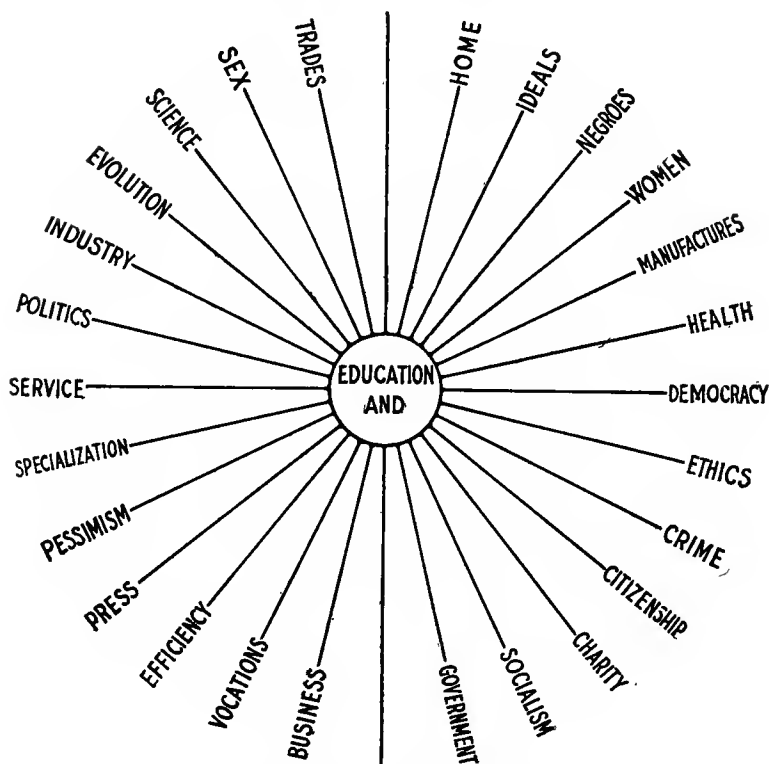 EDUCATION
AND
HOME
IDEALS
NEGROES
WOMEN
MANUFACTURES
HEALTH
DEMOCRACY
ETHICS
CRIME
CITIZENSHIP
CHARITY
SOCIALISM
GOVERNMENT
BUSINESS
VOCATIONS
EFFICIENCY
PRESS
PESSIMISM
SPECIALIZATION
SERVICE
POLITICS
INDUSTRY
EVOLUTION
SCIENCE
SEX
TRADES